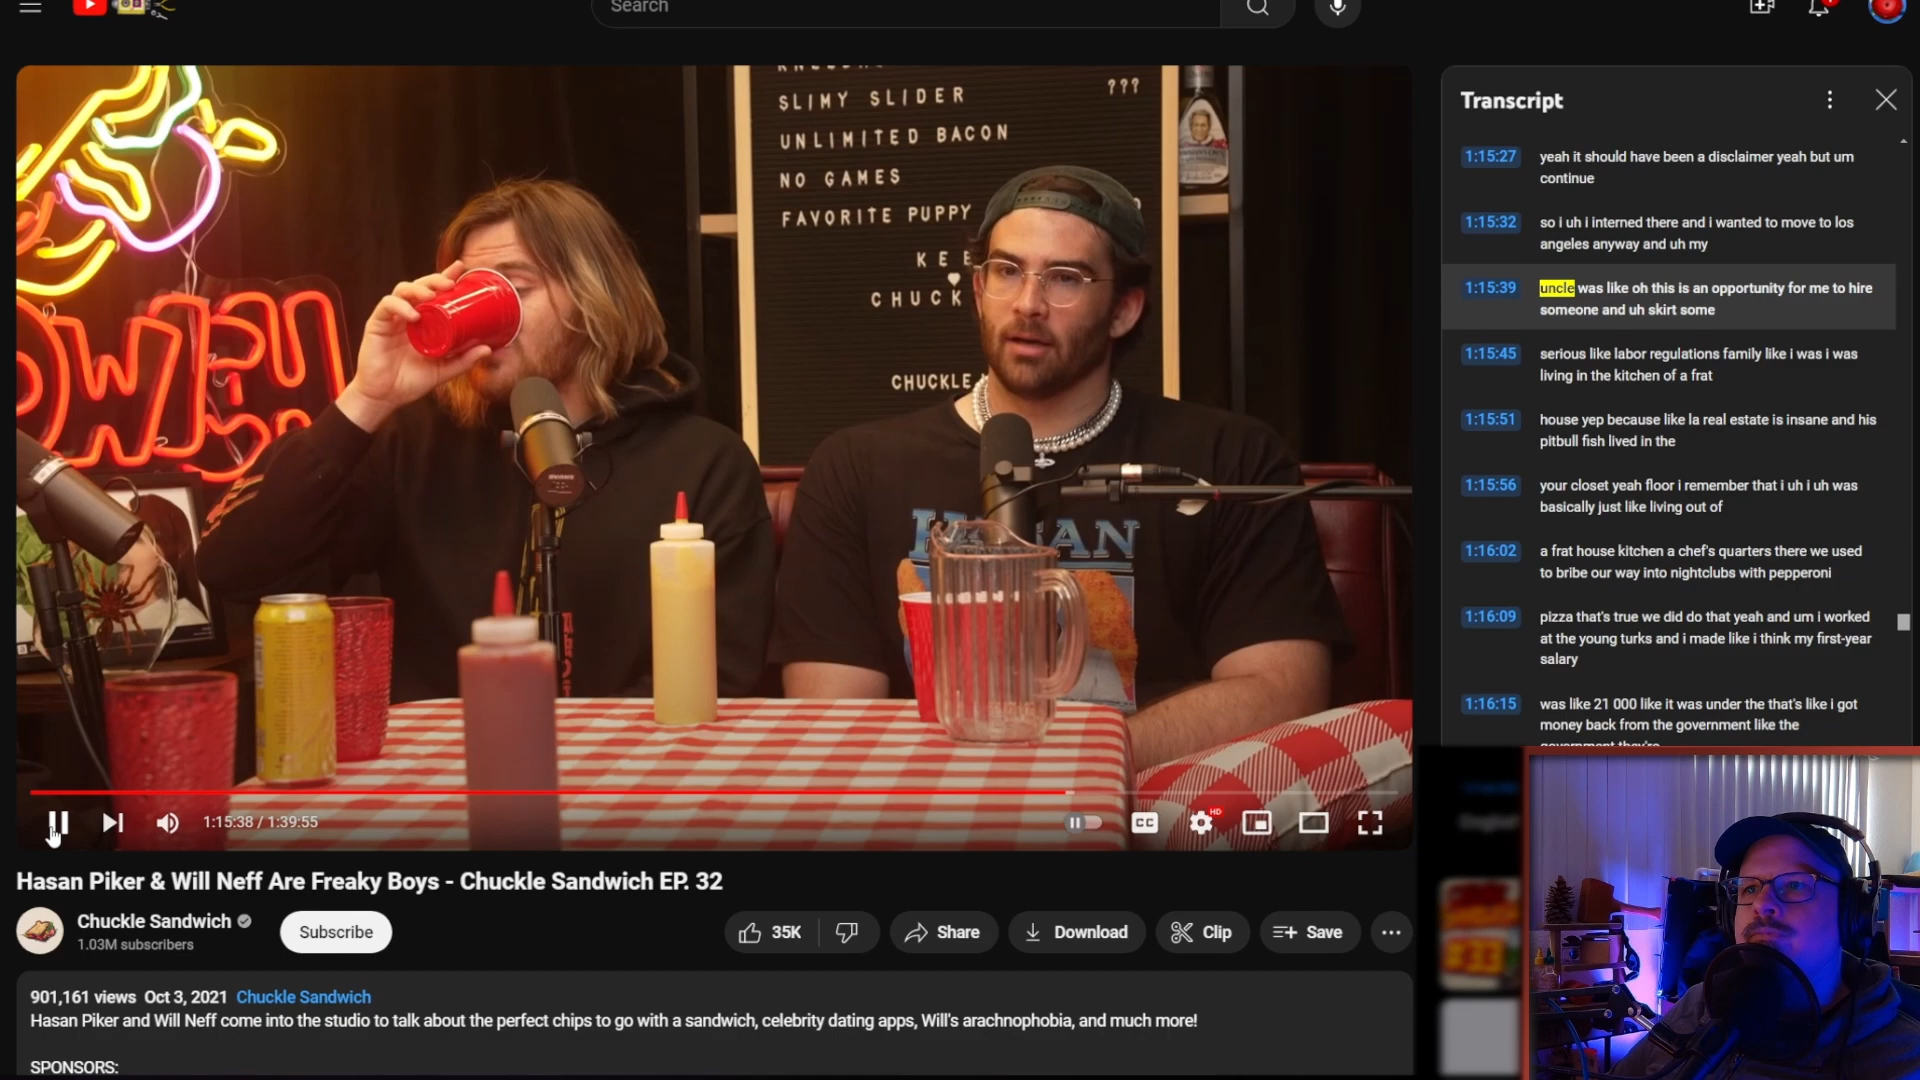 Search
KNEECAP
SLIMY SLIDER ???
UNLIMITED BACON
NO GAMES
FAVORITE PUPPY
KEE
CHUCK
CHUCKLE
HASAN
Transcript
1:15:27 yeah it should have been a disclaimer yeah but um
continue
1:15:32 so i uh i interned there and i wanted to move to los
angeles anyway and uh my
1:15:39 uncle was like oh this is an opportunity for me to hire
someone and uh skirt some
1:15:45 serious like labor regulations family like i was i was
living in the kitchen of a frat
1:15:51 house yep because like la real estate is insane and his
pitbull fish lived in the
1:15:56 your closet yeah floor i remember that i uh i uh was
basically just like living out of
1:16:02 a frat house kitchen a chef's quarters there we used
to bribe our way into nightclubs with pepperoni
1:16:09 pizza that's true we did do that yeah and um i worked
at the young turks and i made like i think my first-year
salary
1:16:15 was like 21 000 like it was under the that's like i got
money back from the government like the
government they're
1:15:38 / 1:39:55
CC
HD
Hasan Piker & Will Neff Are Freaky Boys - Chuckle Sandwich EP. 32
Chuckle Sandwich
1.03M subscribers
Subscribe
35K
Share
Download
Clip
Save
901,161 views Oct 3, 2021 Chuckle Sandwich
Hasan Piker and Will Neff come into the studio to talk about the perfect chips to go with a sandwich, celebrity dating apps, Will's arachnophobia, and much more!
SPONSORS: